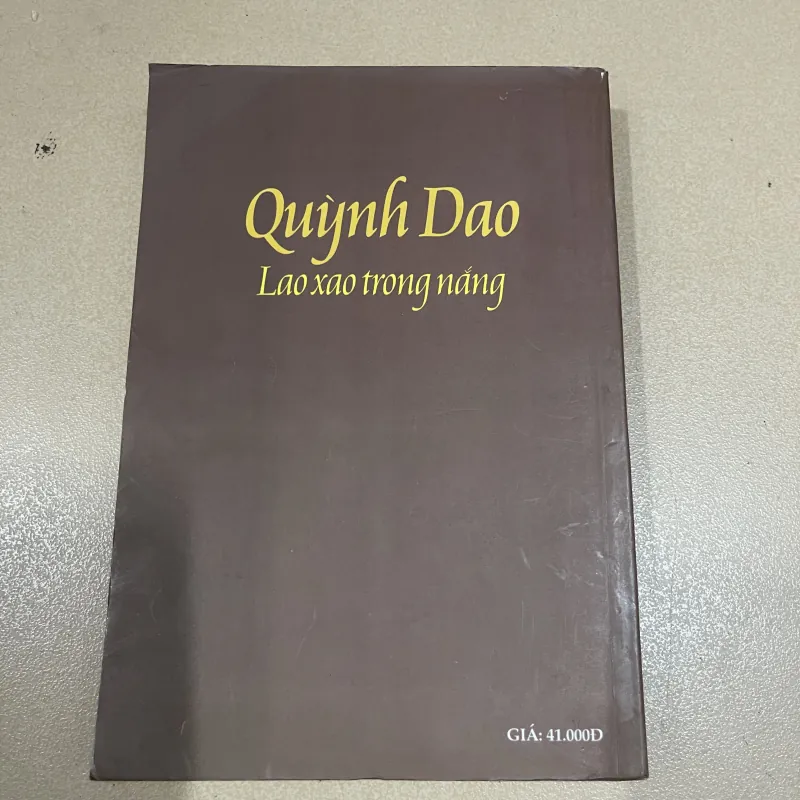 Quỳnh Dao
Lao xao trong nắng
GIÁ: 41.000Đ